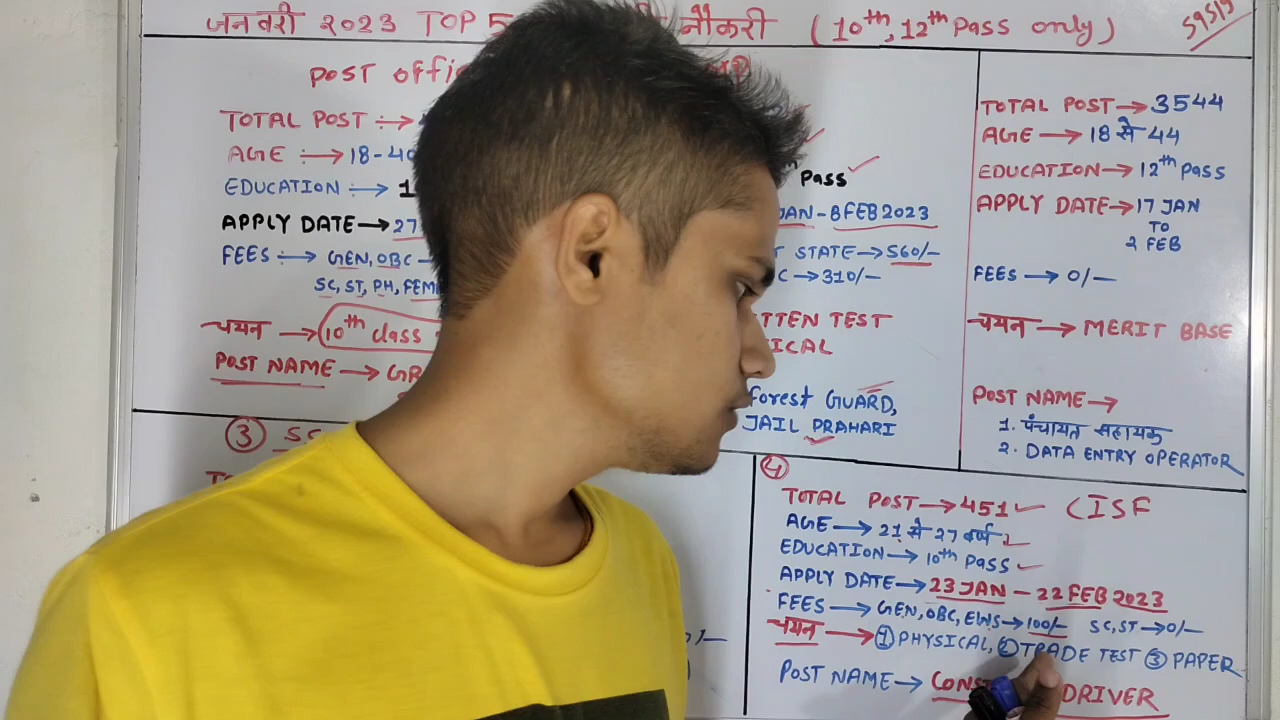 जनवरी 2023 TOP 5 नौकरी (10th, 12th Pass only)
POST
TOTAL POST →
AGE → 18-40
EDUCATION →
APPLY DATE → 27
FEES → GEN, OBC
SC, ST, PH, FEM
चयन → 10th class
POST NAME →
Pass
JAN - 8 FEB 2023
STATE → 560/-
→ 310/-
TEST
forest GUARD,
JAIL PRAHARI
TOTAL POST → 3544
AGE → 18 से 44
EDUCATION → 12th Pass
APPLY DATE → 17 JAN
TO
2 FEB
FEES → 0/-
चयन → MERIT BASE
POST NAME →
1. पंचायत सहायक
2. DATA ENTRY OPERATOR
③
④
TOTAL POST → 451 CISF
AGE → 21 से 27 वर्ष
EDUCATION → 10th Pass
APPLY DATE → 23 JAN - 22 FEB 2023
FEES → GEN, OBC, EWS → 100/- SC, ST → 0/-
चयन → ① PHYSICAL, ② TRADE TEST ③ PAPER
POST NAME → DRIVER